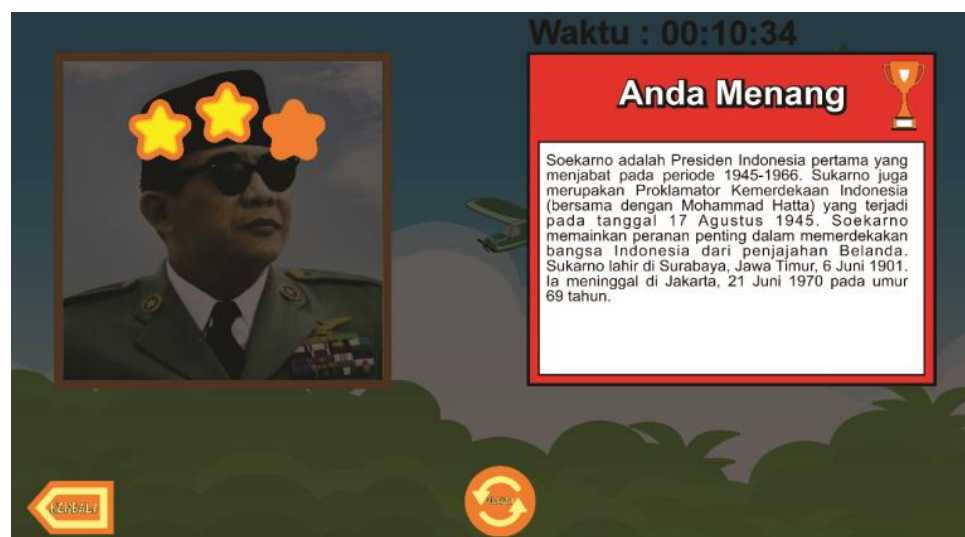 Waktu : 00:10:34
Anda Menang
Soekarno adalah Presiden Indonesia pertama yang
menjabat pada periode 1945-1966. Sukarno juga
merupakan Proklamator Kemerdekaan Indonesia
(bersama dengan Mohammad Hatta) yang terjadi
pada tanggal 17 Agustus 1945. Soekarno
memainkan peranan penting dalam memerdekakan
bangsa Indonesia dari penjajahan Belanda.
Sukarno lahir di Surabaya, Jawa Timur, 6 Juni 1901.
Ia meninggal di Jakarta, 21 Juni 1970 pada umur
69 tahun.
KEMBALI